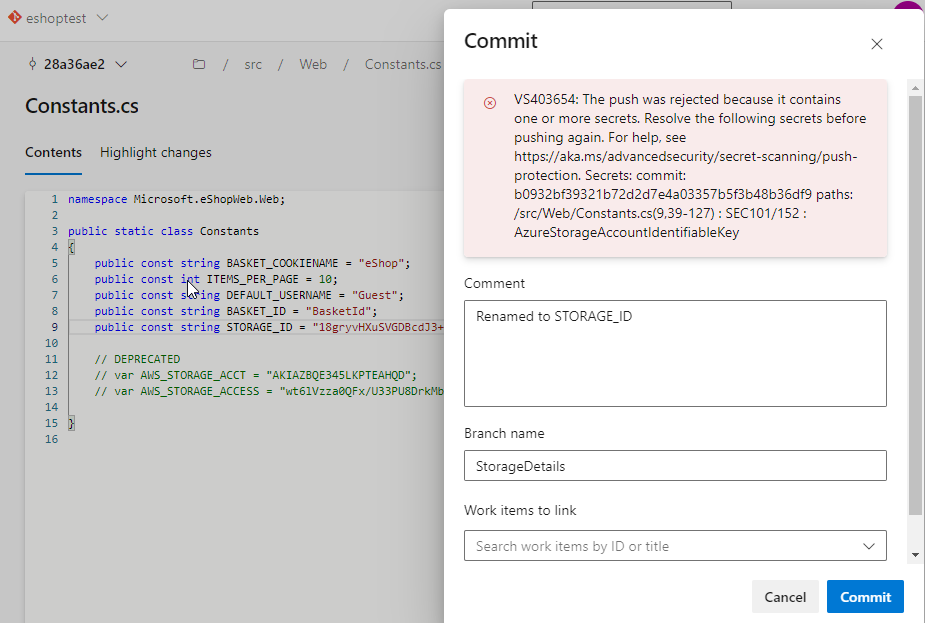 eshoptest
28a36ae2 / src / Web / Constants.cs
Constants.cs
Contents Highlight changes
1 namespace Microsoft.eShopWeb.Web;
2
3 public static class Constants
4 {
5 public const string BASKET_COOKIENAME = "eShop";
6 public const int ITEMS_PER_PAGE = 10;
7 public const string DEFAULT_USERNAME = "Guest";
8 public const string BASKET_ID = "BasketId";
9 public const string STORAGE_ID = "18gryvHXuSVGDBcdJ3+
10
11 // DEPRECATED
12 // var AWS_STORAGE_ACCT = "AKIAZBQE345LKPTEAHQD";
13 // var AWS_STORAGE_ACCESS = "wt61Vzza0QFx/U33PU8DrkMb
14
15 }
16
Commit
VS403654: The push was rejected because it contains
one or more secrets. Resolve the following secrets before
pushing again. For help, see
https://aka.ms/advancedsecurity/secret-scanning/push-
protection. Secrets: commit:
b0932bf39321b72d2d7e4a03357b5f3b48b36df9 paths:
/src/Web/Constants.cs(9,39-127) : SEC101/152 :
AzureStorageAccountIdentifiableKey
Comment
Renamed to STORAGE_ID
Branch name
StorageDetails
Work items to link
Search work items by ID or title
Cancel Commit